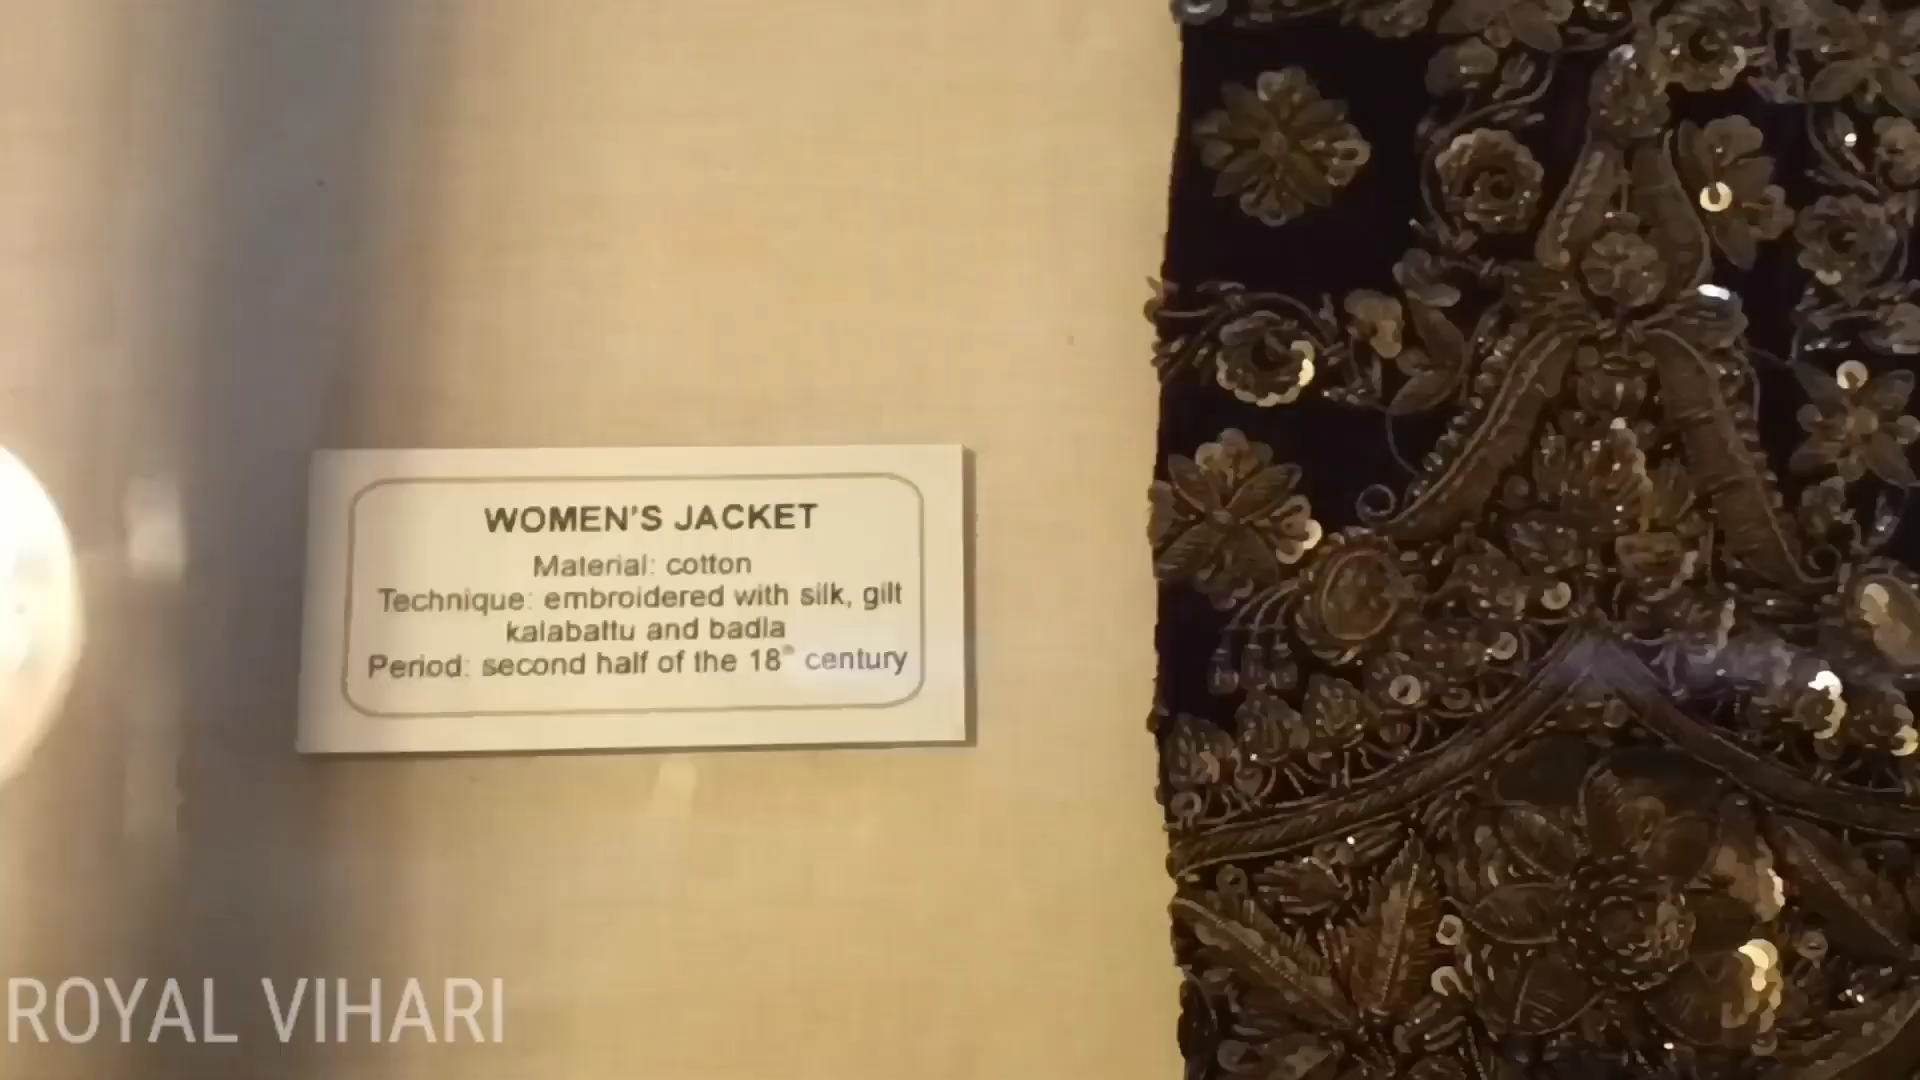 WOMEN'S JACKET
Material: cotton
Technique: embroidered with silk, gilt
kalabattu and badla
Period: second half of the 18th century
ROYAL VIHARI